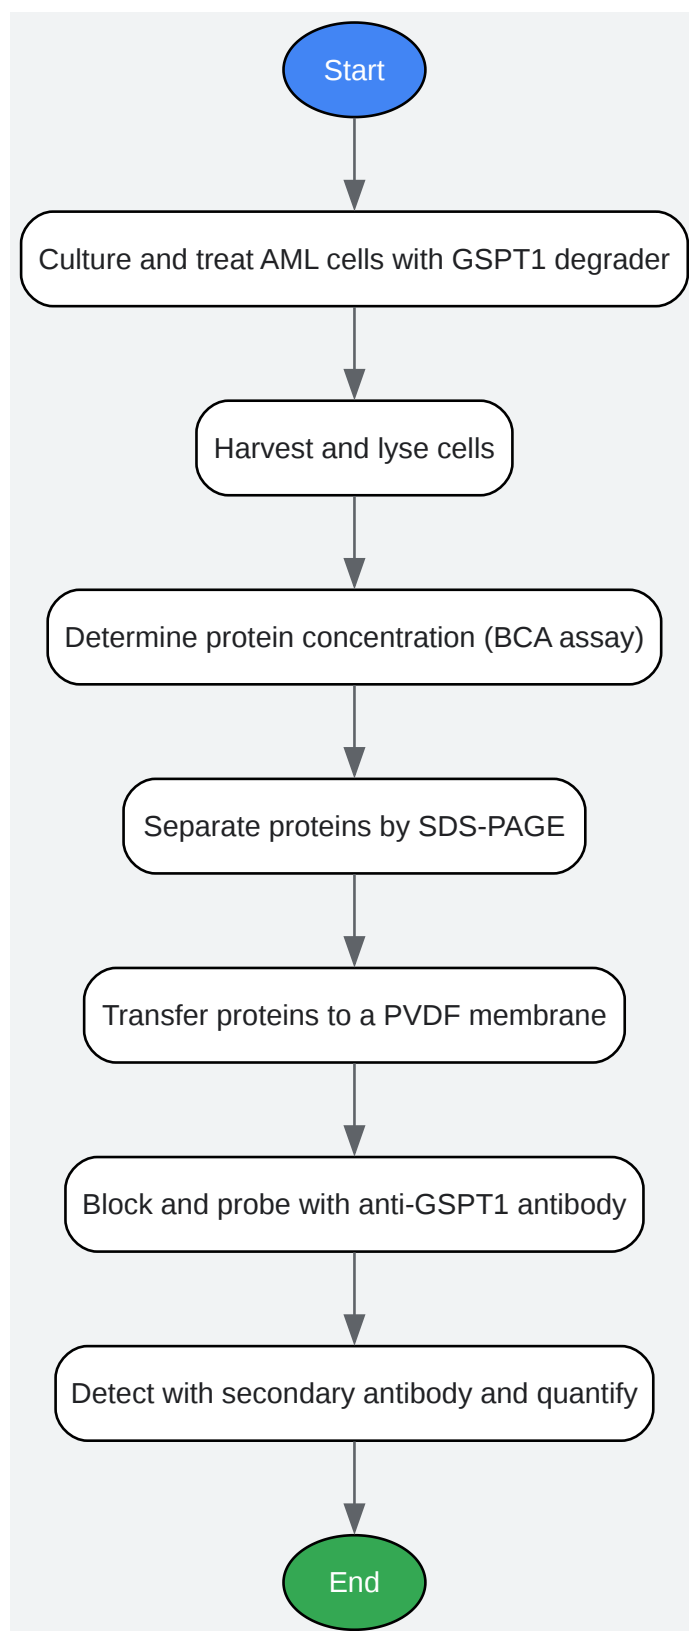 Start
Culture and treat AML cells with GSPT1 degrader
Harvest and lyse cells
Determine protein concentration (BCA assay)
Separate proteins by SDS-PAGE
Transfer proteins to a PVDF membrane
Block and probe with anti-GSPT1 antibody
Detect with secondary antibody and quantify
End